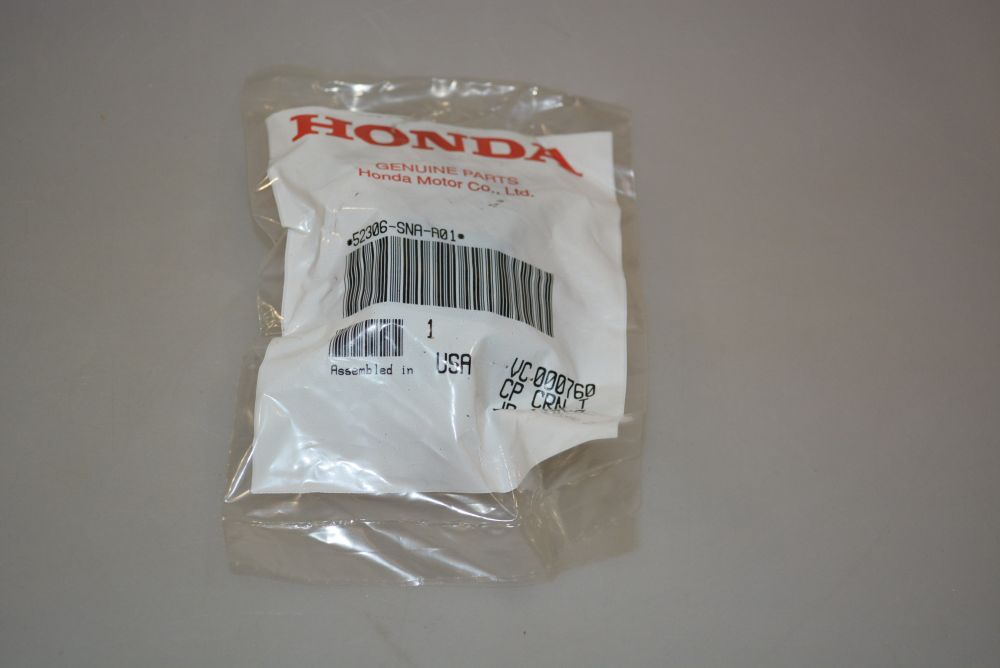 HONDA
GENUINE PARTS
Honda Motor Co., Ltd.
*52306-SNA-A01*
1
Assembled in USA
VC.000760
CP CRN T